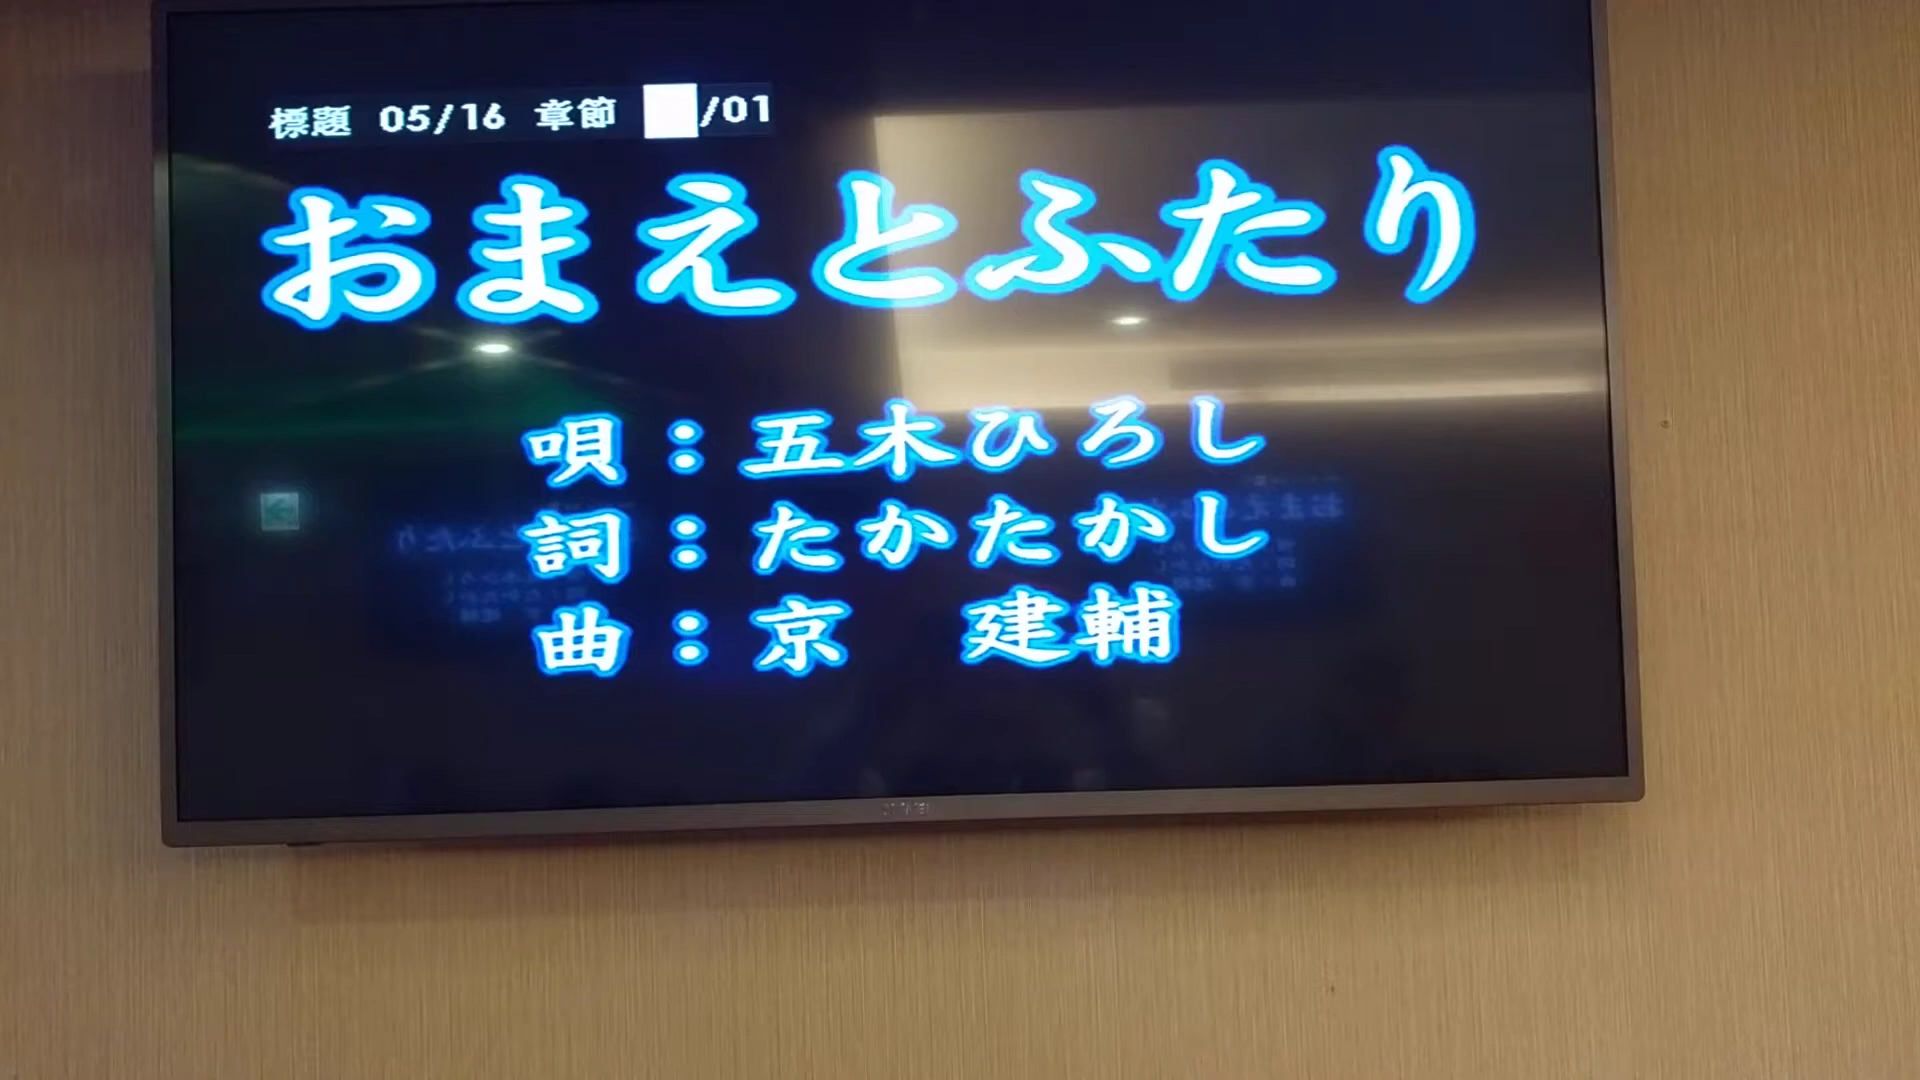 標題 05/16 章節 /01
おまえとふたり
唄：五木ひろし
詞：たかたかし
曲：京　建輔